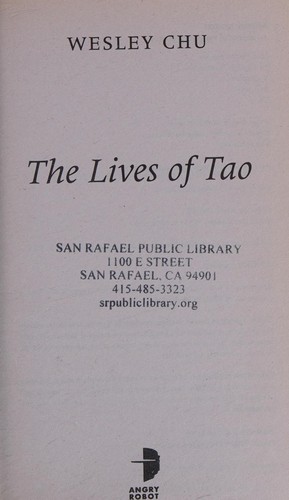 WESLEY CHU
The Lives of Tao
SAN RAFAEL PUBLIC LIBRARY
1100 E STREET
SAN RAFAEL, CA 94901
415-485-3323
srpubliclibrary.org
ANGRY
ROBOT